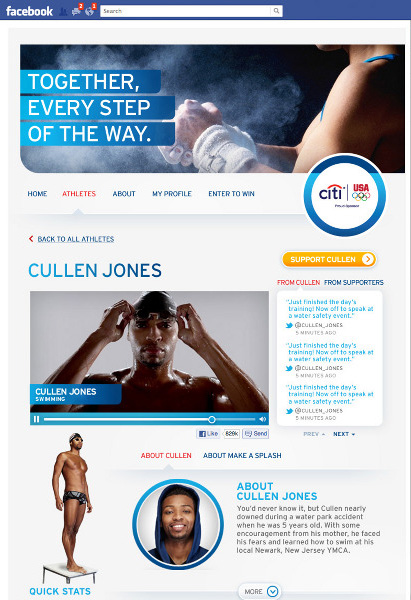 facebook
2
1
Search
TOGETHER,
EVERY STEP
OF THE WAY.
citi
USA
Proud Sponsor
HOME ATHLETES ABOUT MY PROFILE ENTER TO WIN
BACK TO ALL ATHLETES
SUPPORT CULLEN
CULLEN JONES
FROM CULLEN FROM SUPPORTERS
"Just finished the day's
training! Now off to speak at
a water safety event."
@CULLEN_JONES
5 MINUTES AGO
"Just finished the day's
training! Now off to speak at
a water safety event."
@CULLEN_JONES
5 MINUTES AGO
"Just finished the day's
training! Now off to speak at
a water safety event."
@CULLEN_JONES
5 MINUTES AGO
PREV NEXT
CULLEN JONES
SWIMMING
Like 829k Send
ABOUT CULLEN ABOUT MAKE A SPLASH
ABOUT
CULLEN JONES
You'd never know it, but Cullen nearly
downed during a water park accident
when he was 5 years old. With some
encouragement from his mother, he faced
his fears and learned how to swim at his
local Newark, New Jersey YMCA.
QUICK STATS
MORE